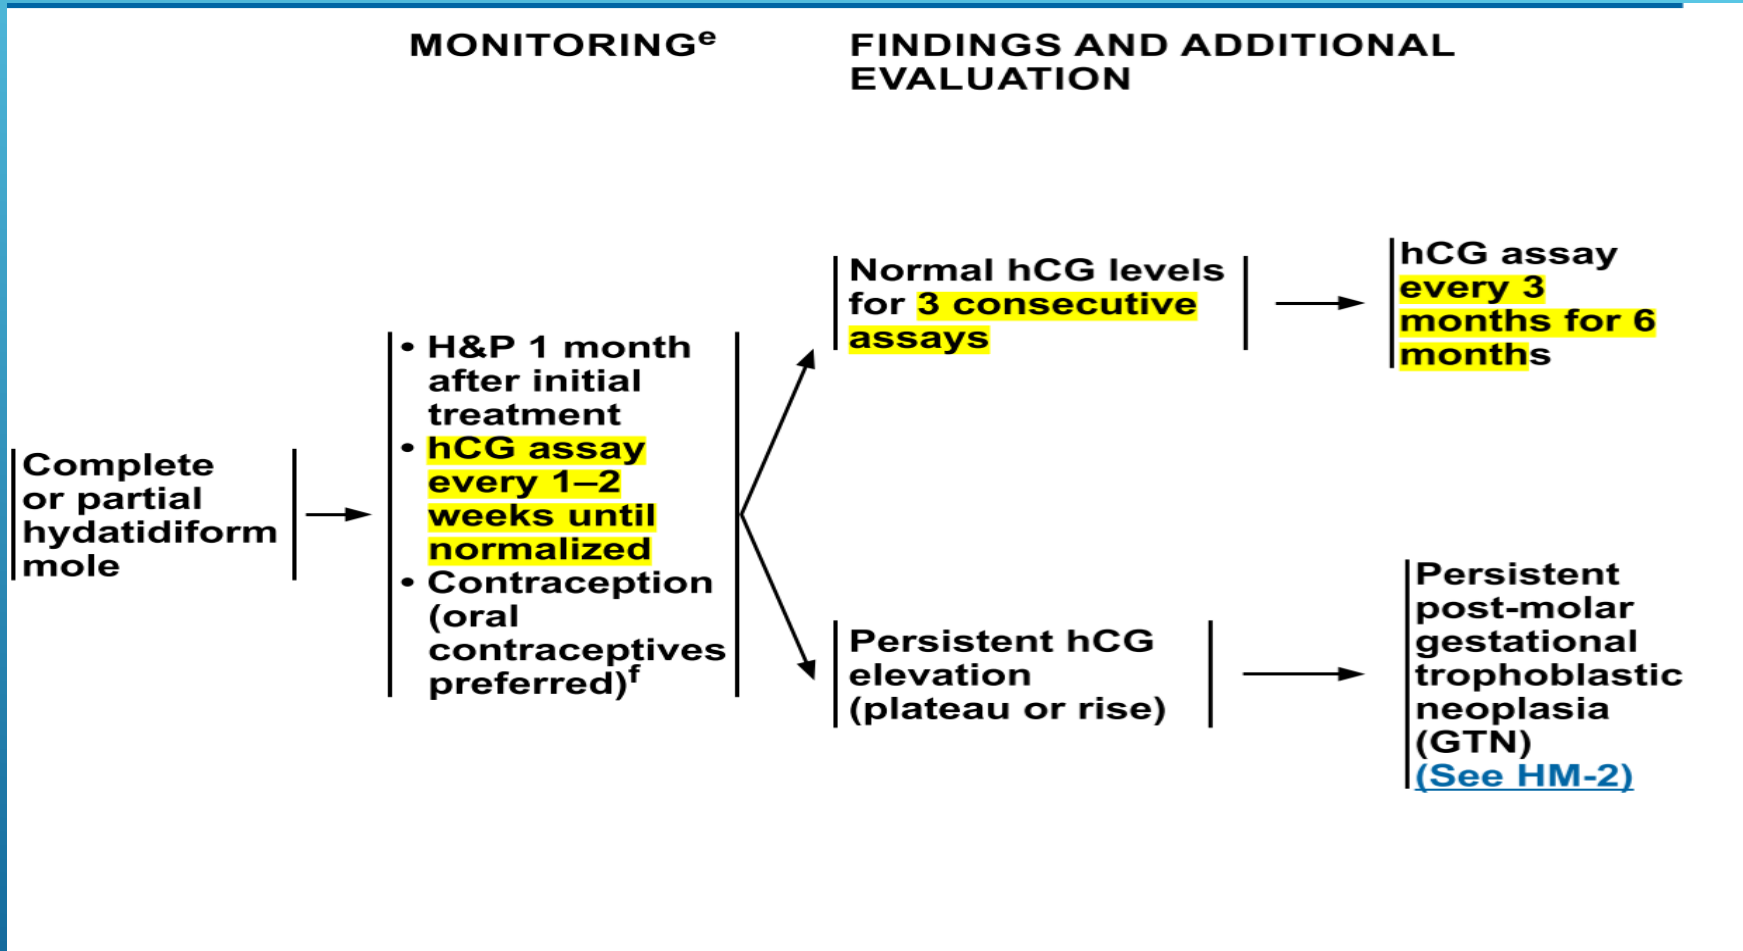 MONITORINGᵉ
FINDINGS AND ADDITIONAL
EVALUATION
Complete
or partial
hydatidiform
mole
• H&P 1 month
after initial
treatment
• hCG assay
every 1–2
weeks until
normalized
• Contraception
(oral
contraceptives
preferred)ᶠ
Normal hCG levels
for 3 consecutive
assays
hCG assay
every 3
months for 6
months
Persistent hCG
elevation
(plateau or rise)
Persistent
post-molar
gestational
trophoblastic
neoplasia
(GTN)
(See HM-2)